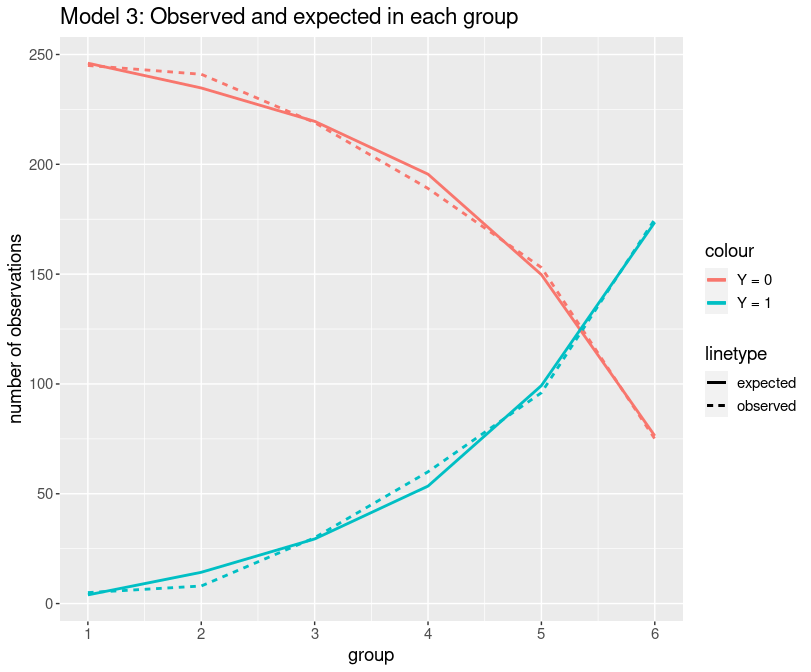 Model 3: Observed and expected in each group
number of observations
250
200
150
100
50
0
1 2 3 4 5 6
group
colour
Y = 0
Y = 1
linetype
expected
observed